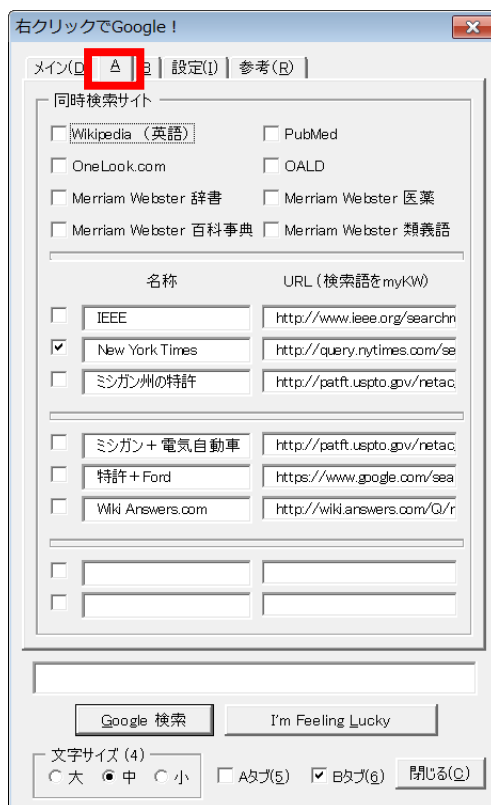 右クリックでGoogle！
メイン(D A B 設定(I) 参考(R)
同時検索サイト
Wikipedia （英語） PubMed
OneLook.com OALD
Merriam Webster 辞書 Merriam Webster 医薬
Merriam Webster 百科事典 Merriam Webster 類義語
名称 URL（検索語をmyKW）
IEEE http://www.ieee.org/searchr
New York Times http://query.nytimes.com/se
ミシガン州の特許 http://patft.uspto.gov/netac
ミシガン＋電気自動車 http://patft.uspto.gov/netac
特許＋Ford https://www.google.com/sea
Wiki Answers.com http://wiki.answers.com/Q/r
Google 検索 I'm Feeling Lucky
文字サイズ (4)
大 中 小 Aタブ(5) Bタブ(6) 閉じる(C)